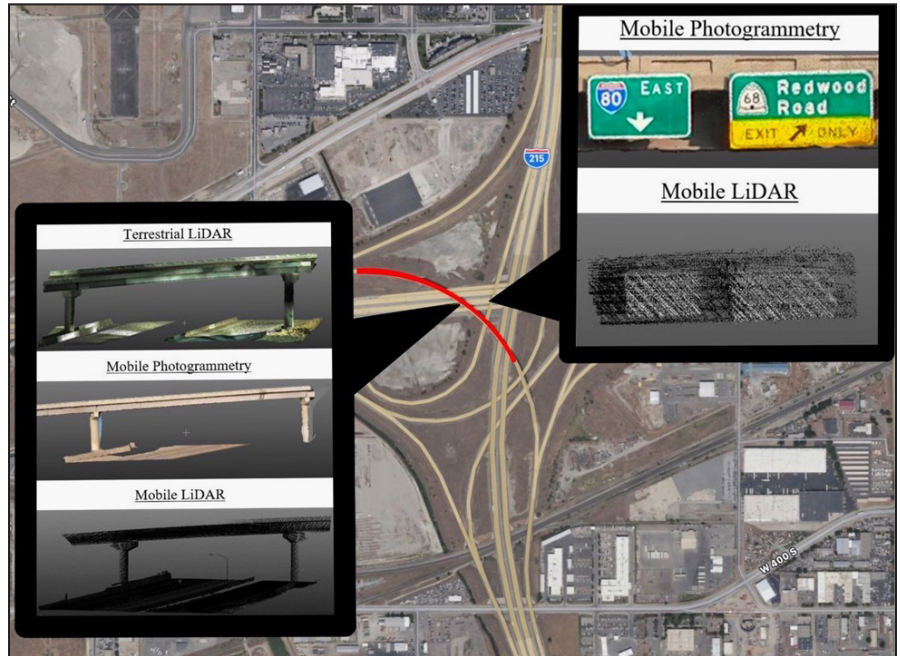 Mobile Photogrammetry
80
EAST
68
Redwood
Road
EXIT ONLY
Mobile LiDAR
215
Terrestrial LiDAR
Mobile Photogrammetry
Mobile LiDAR
W 400 S